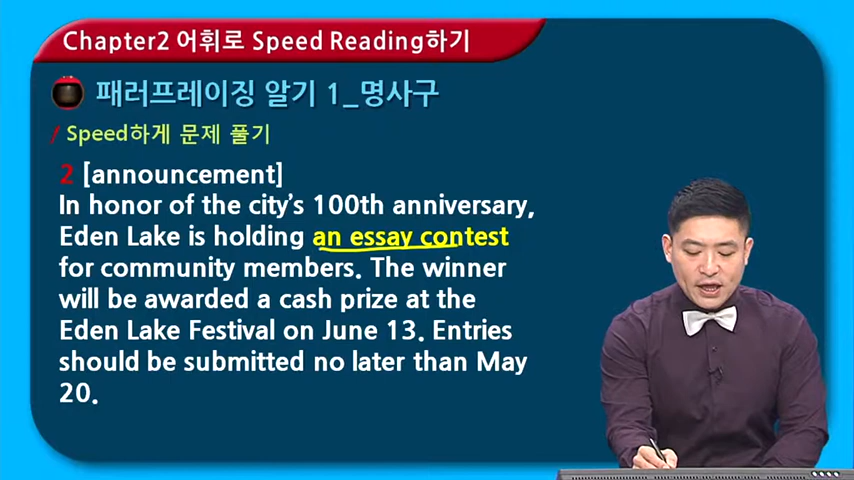 Chapter2 어휘로 Speed Reading하기
패러프레이징 알기 1_명사구
/ Speed하게 문제 풀기
2 [announcement]
In honor of the city's 100th anniversary,
Eden Lake is holding an essay contest
for community members. The winner
will be awarded a cash prize at the
Eden Lake Festival on June 13. Entries
should be submitted no later than May
20.